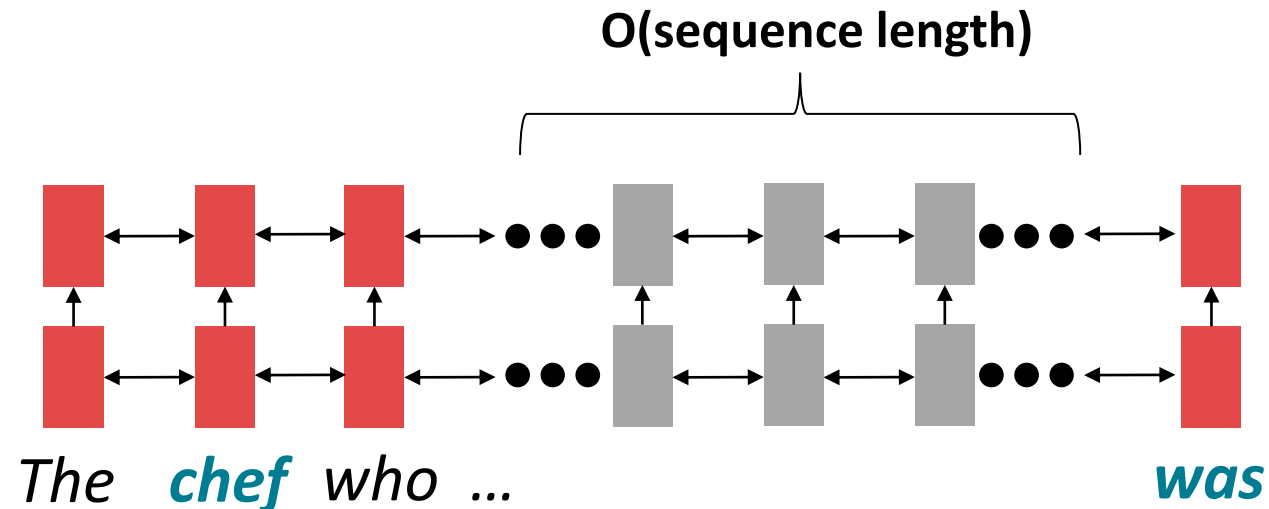 O(sequence length)
The chef who ... was